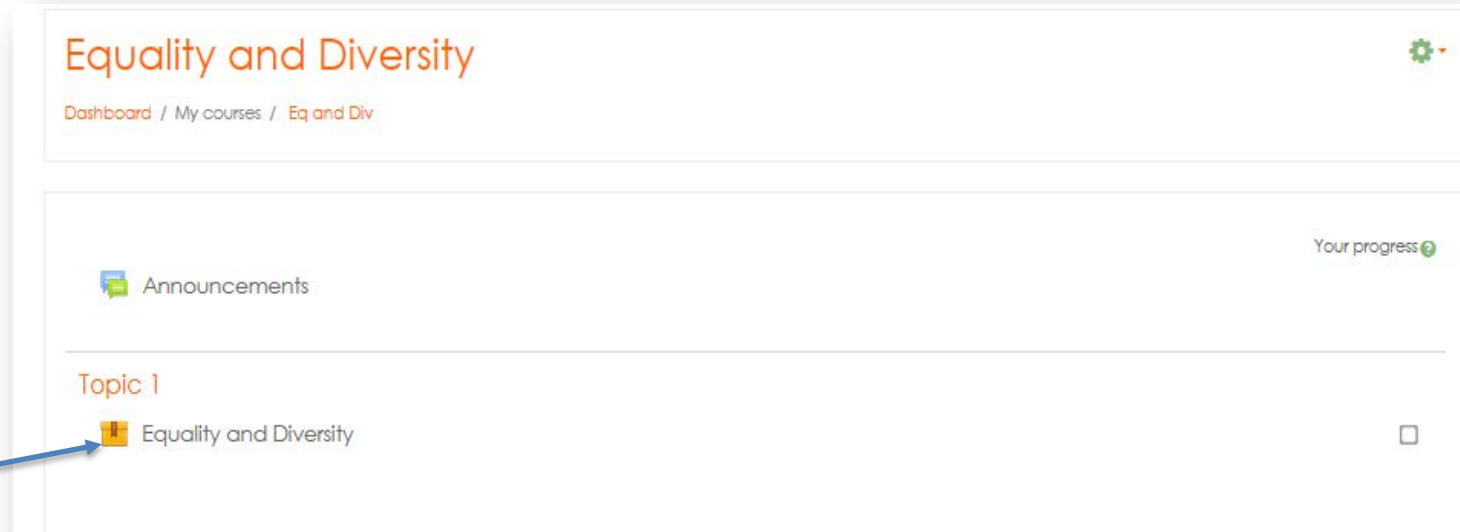 Equality and Diversity
Dashboard / My courses / Eq and Div
Your progress
Announcements
Topic 1
Equality and Diversity